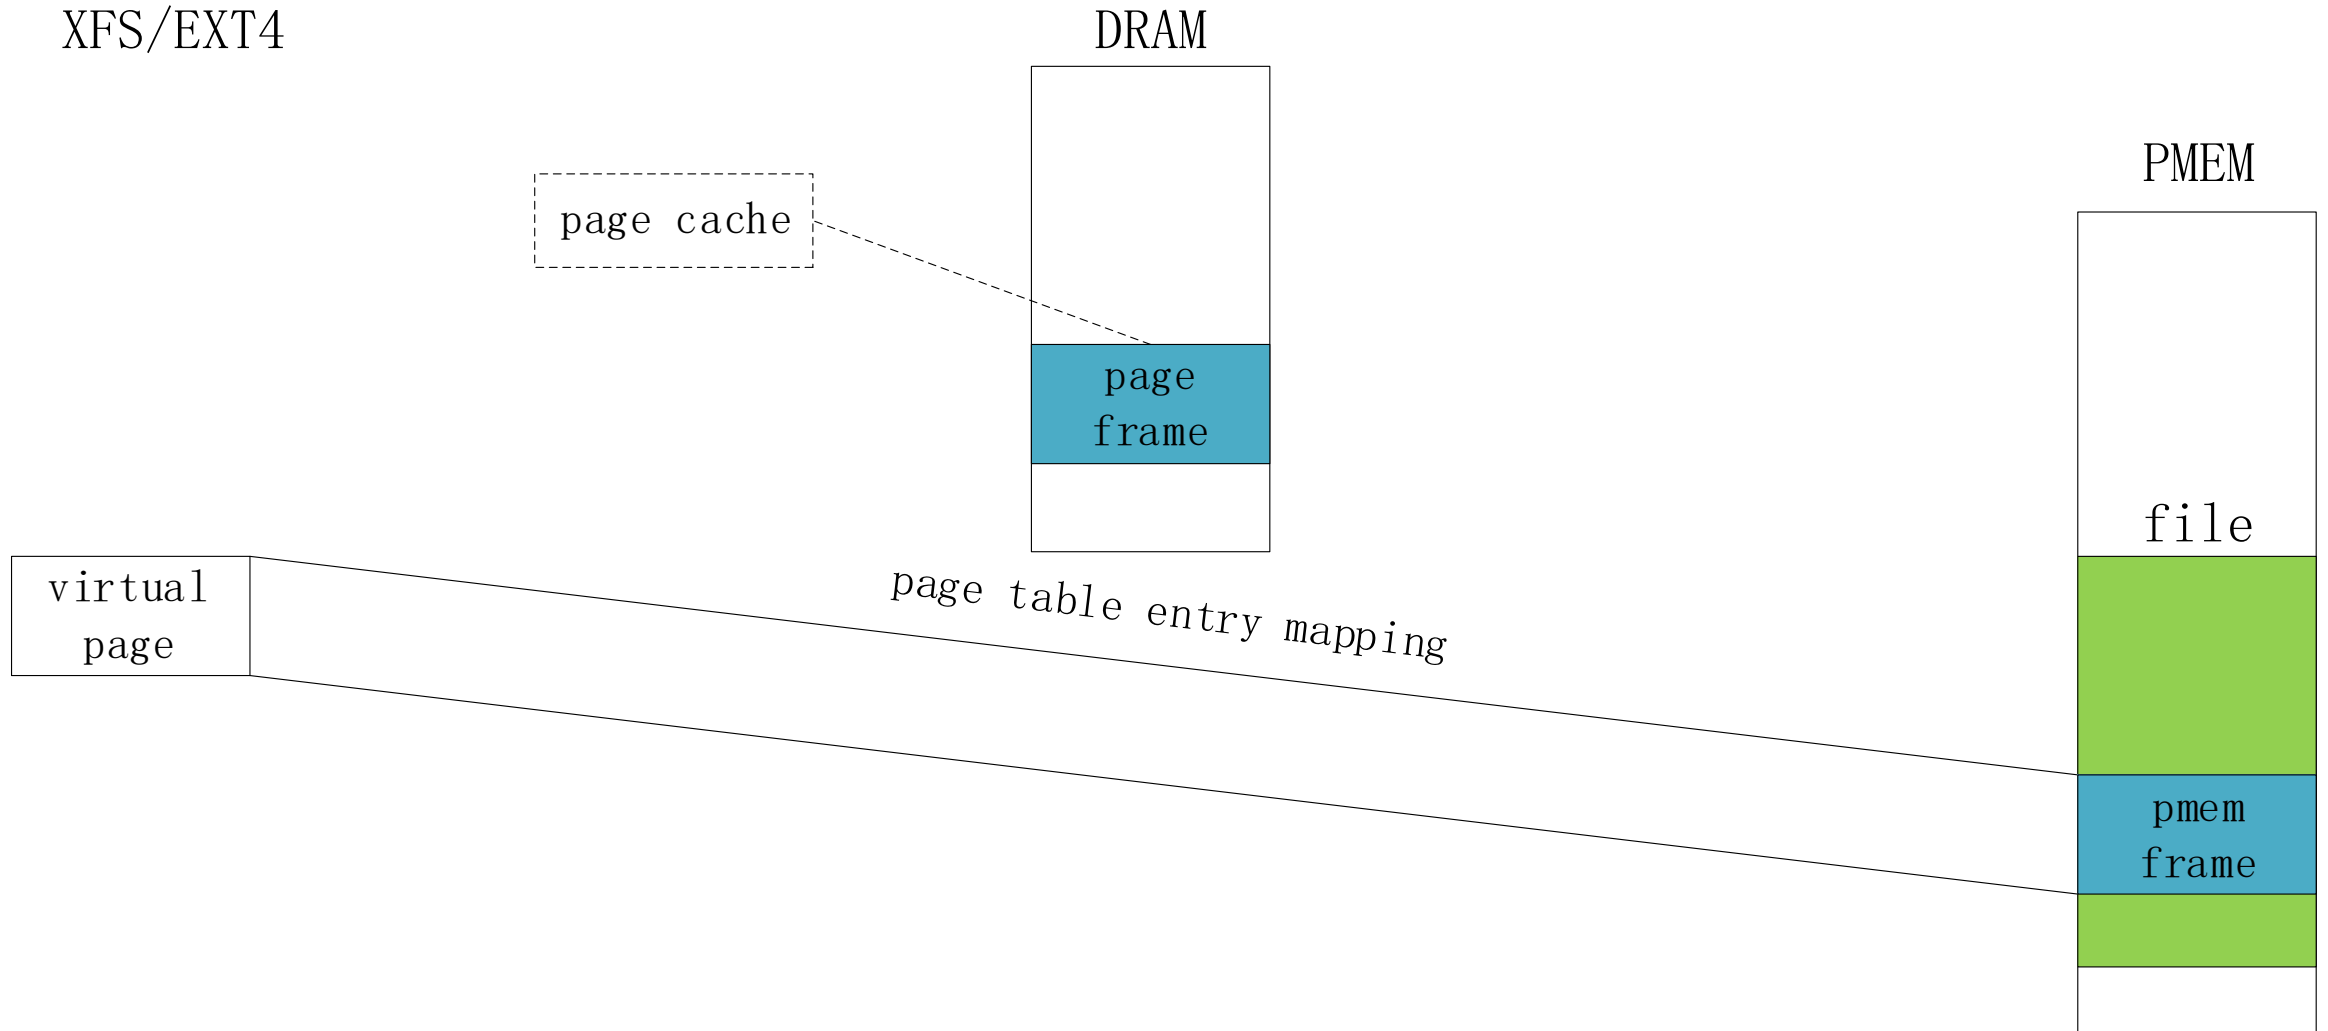 XFS/EXT4
DRAM
PMEM
page cache
page
frame
file
virtual
page
page table entry mapping
pmem
frame